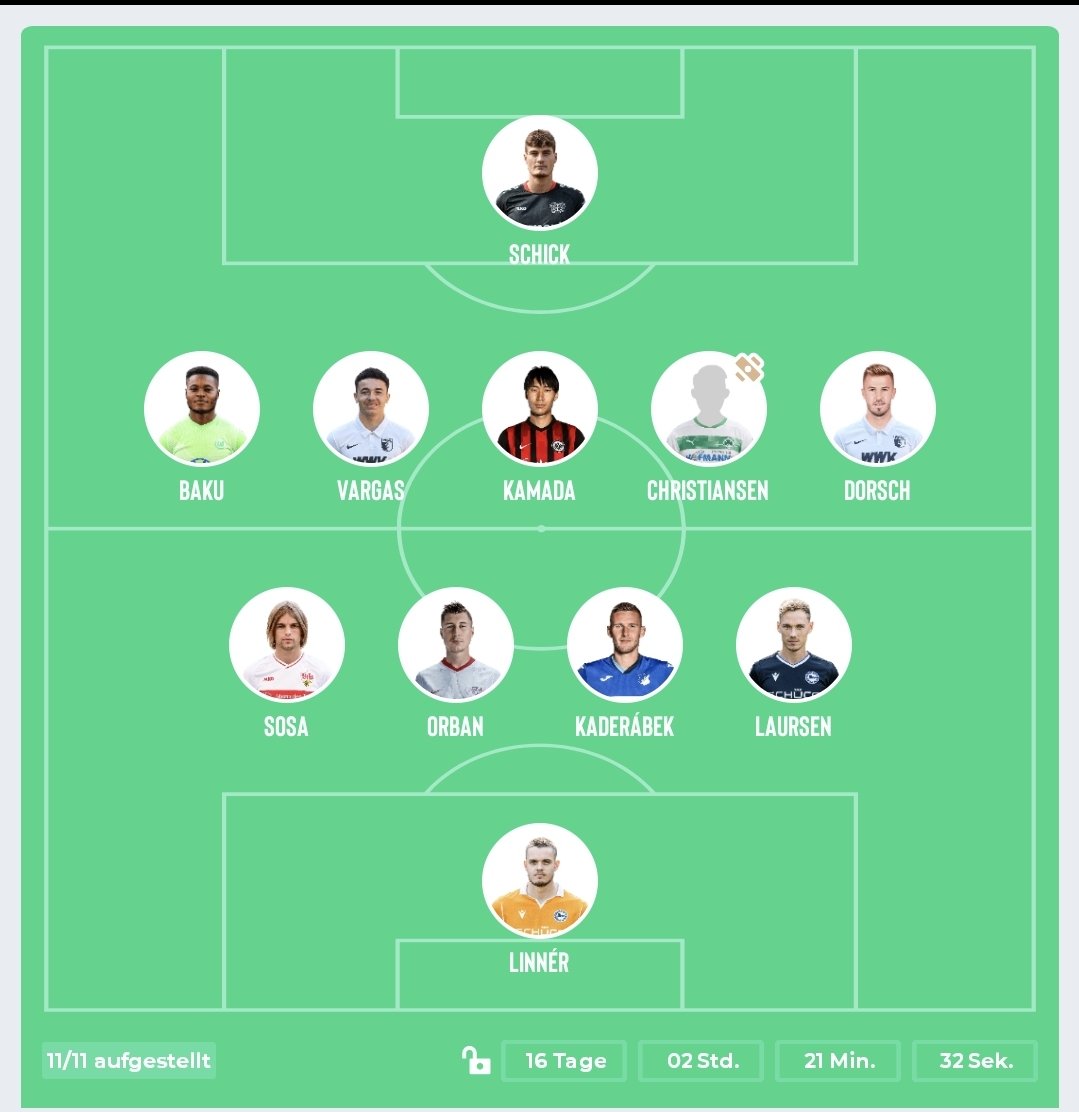 SCHICK
BAKU VARGAS KAMADA CHRISTIANSEN DORSCH
SOSA ORBAN KADERÁBEK LAURSEN
LINNÉR
11/11 aufgestellt 16 Tage 02 Std. 21 Min. 32 Sek.